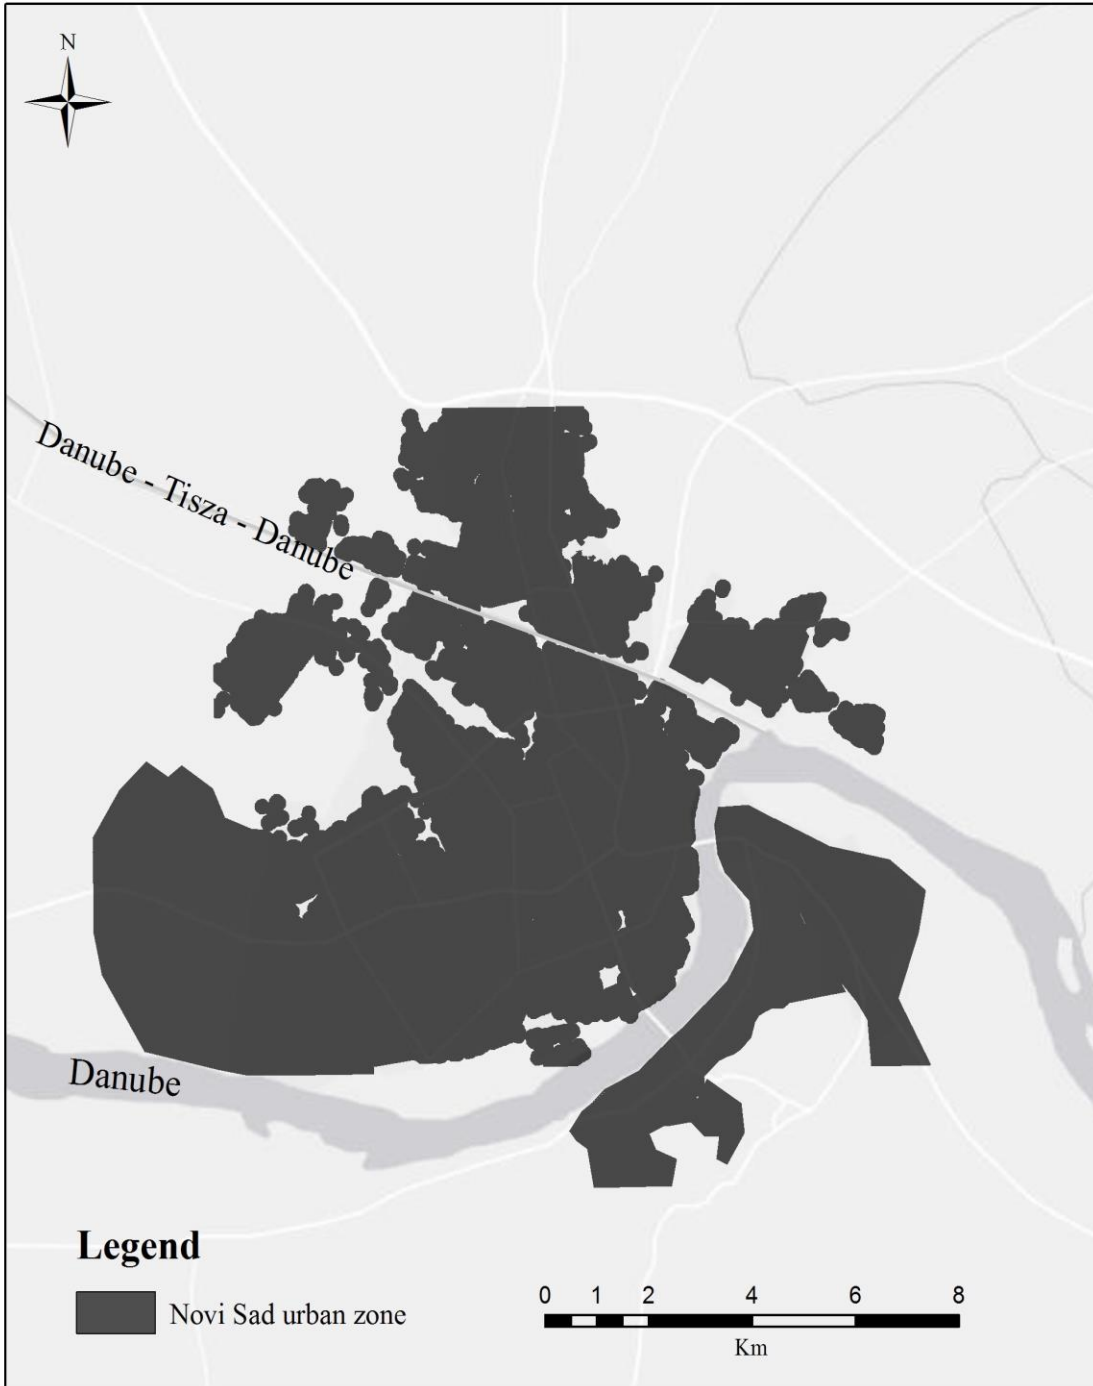 N
Danube - Tisza - Danube
Danube
Legend
Novi Sad urban zone
0 1 2 4 6 8
Km